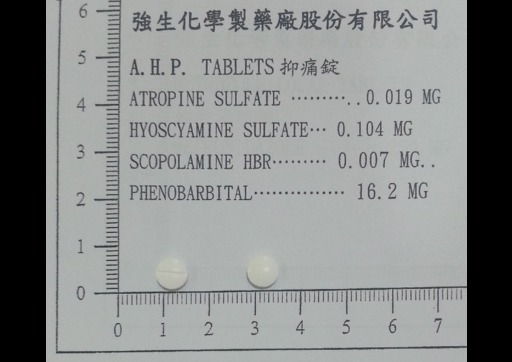 強生化學製藥廠股份有限公司
A.H.P. TABLETS 抑痛錠
ATROPINE SULFATE ………..0.019 MG
HYOSCYAMINE SULFATE… 0.104 MG
SCOPOLAMINE HBR……… 0.007 MG..
PHENOBARBITAL…………… 16.2 MG
6
5
4
3
2
1
0
0 1 2 3 4 5 6 7